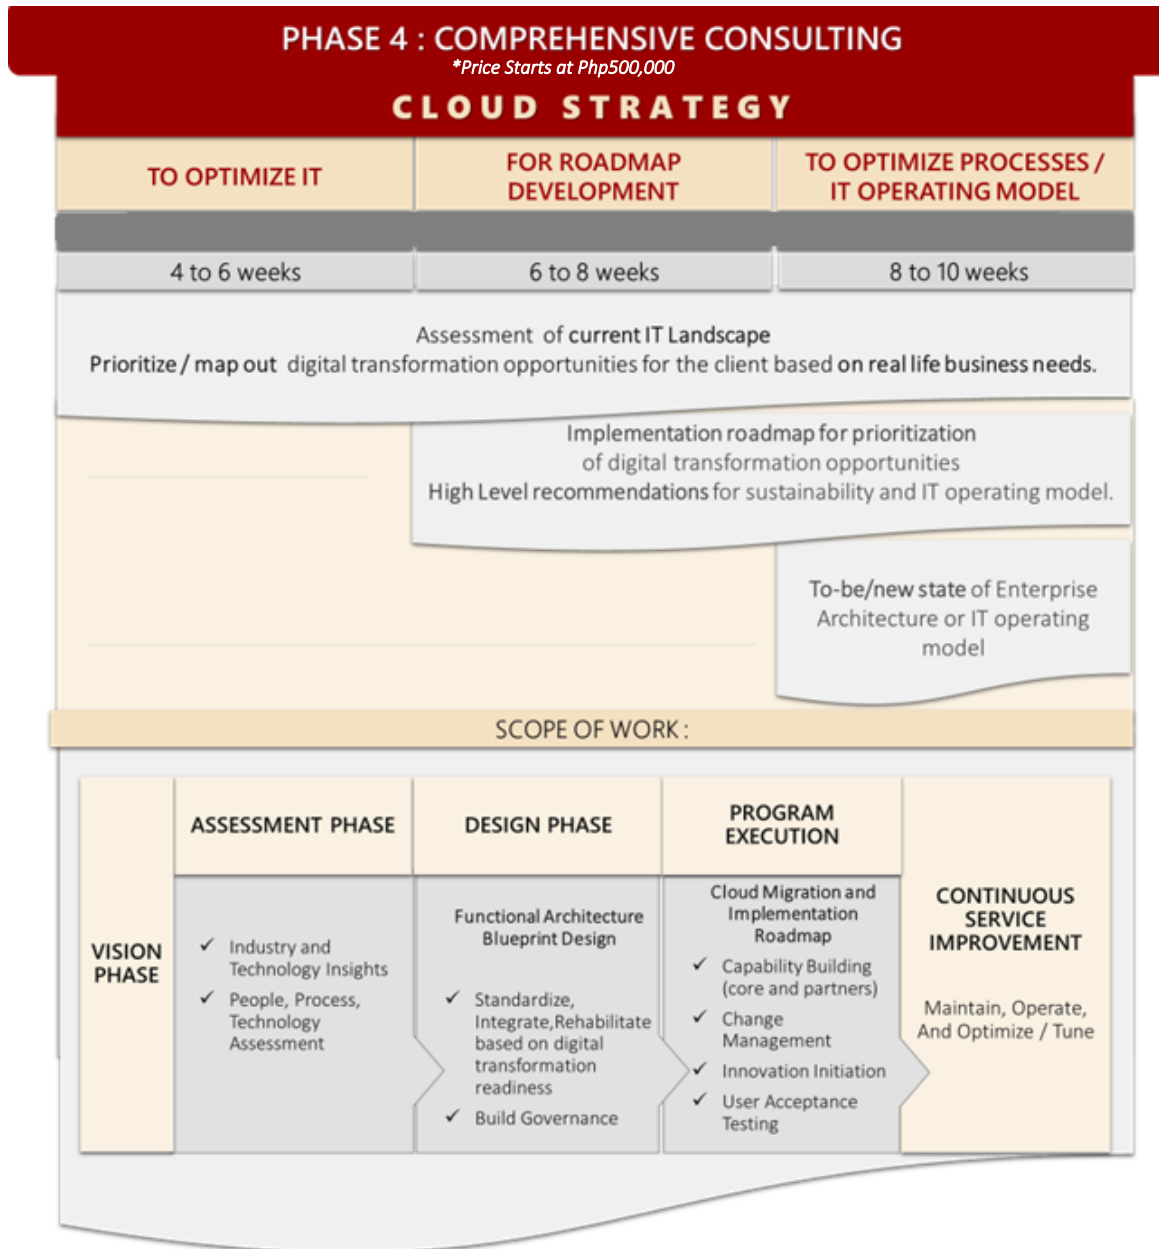 PHASE 4 : COMPREHENSIVE CONSULTING
*Price Starts at Php500,000
CLOUD STRATEGY
TO OPTIMIZE IT
FOR ROADMAP
DEVELOPMENT
TO OPTIMIZE PROCESSES /
IT OPERATING MODEL
4 to 6 weeks
6 to 8 weeks
8 to 10 weeks
Assessment of current IT Landscape
Prioritize / map out digital transformation opportunities for the client based on real life business needs.
Implementation roadmap for prioritization
of digital transformation opportunities
High Level recommendations for sustainability and IT operating model.
To-be/new state of Enterprise
Architecture or IT operating
model
SCOPE OF WORK :
VISION
PHASE
ASSESSMENT PHASE
✓ Industry and
Technology Insights
✓ People, Process,
Technology
Assessment
DESIGN PHASE
Functional Architecture
Blueprint Design
✓ Standardize,
Integrate,Rehabilitate
based on digital
transformation
readiness
✓ Build Governance
PROGRAM
EXECUTION
Cloud Migration and
Implementation
Roadmap
✓ Capability Building
(core and partners)
✓ Change
Management
✓ Innovation Initiation
✓ User Acceptance
Testing
CONTINUOUS
SERVICE
IMPROVEMENT
Maintain, Operate,
And Optimize / Tune